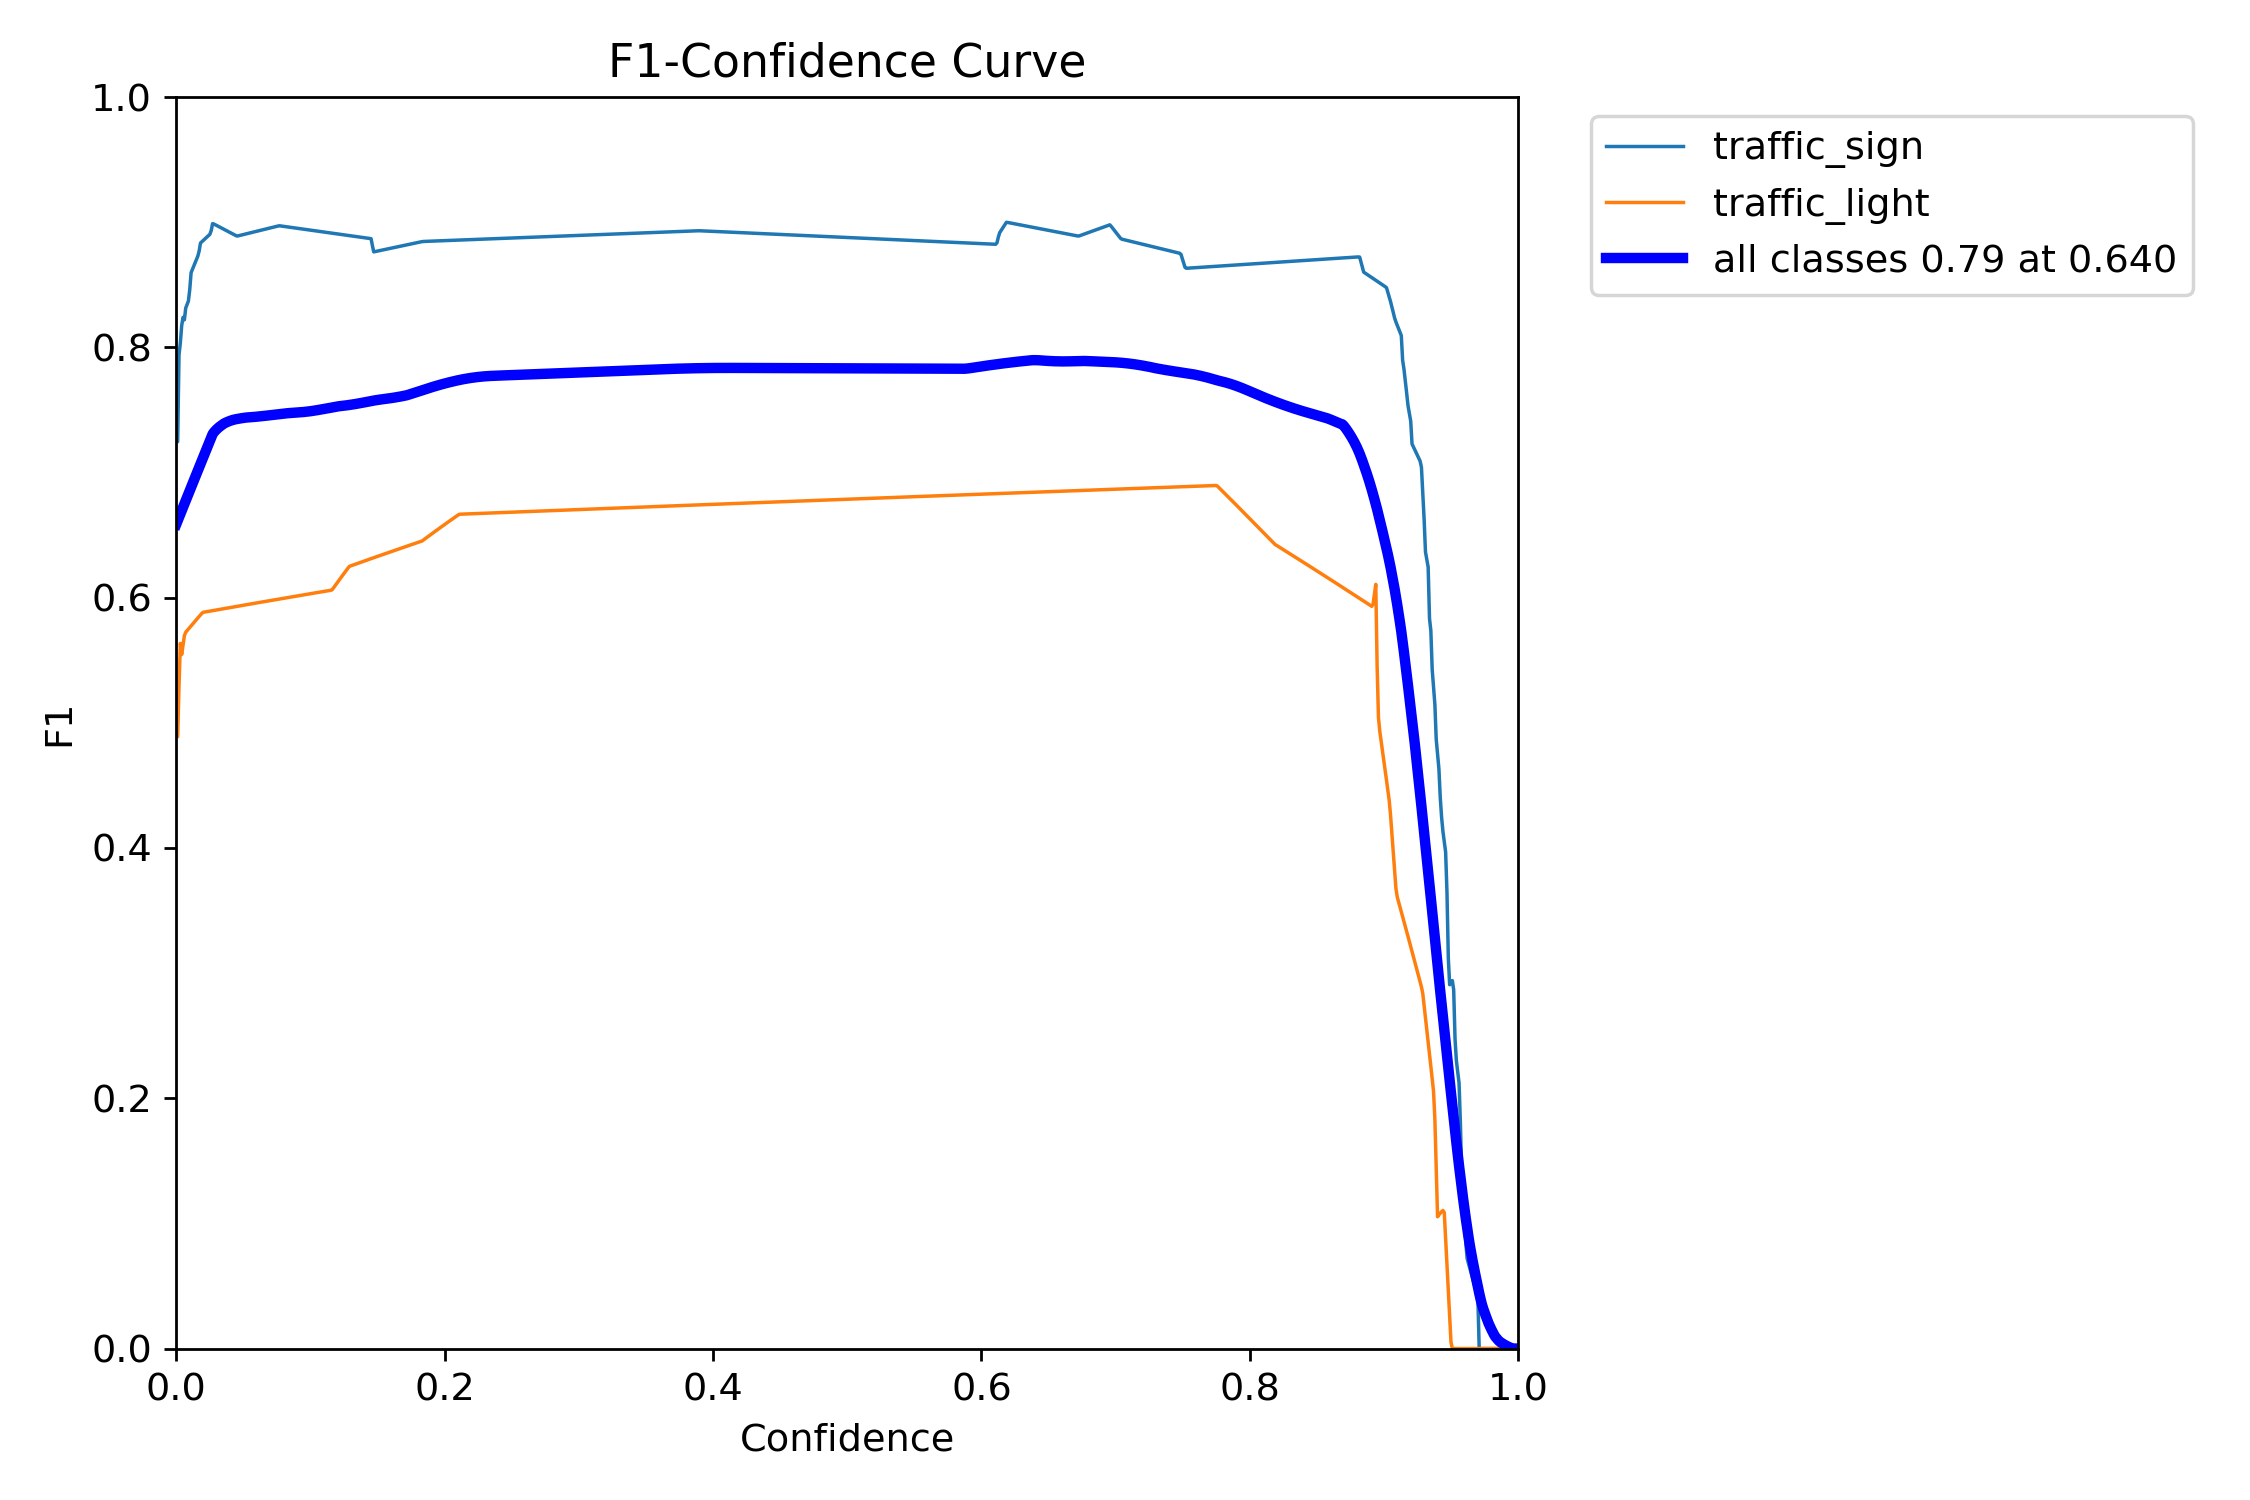 F1-Confidence Curve
1.0
0.8
0.6
0.4
0.2
0.0
F1
0.0 0.2 0.4 0.6 0.8 1.0
Confidence
traffic_sign
traffic_light
all classes 0.79 at 0.640